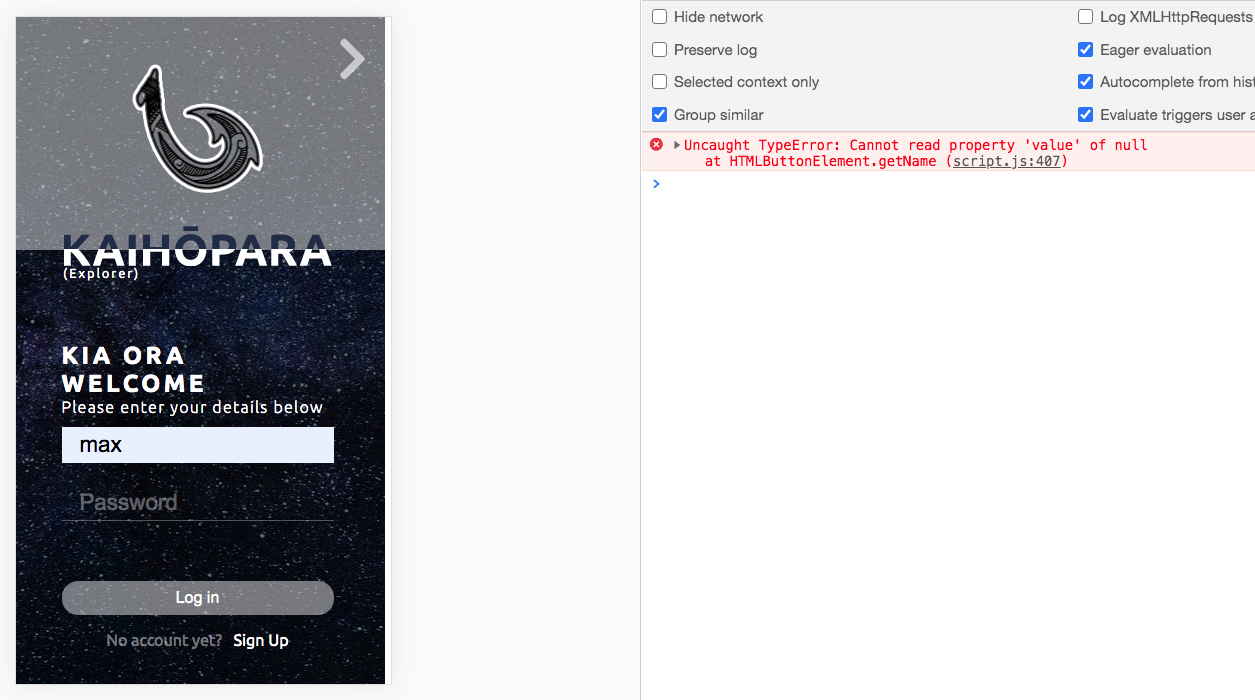 KAIHŌPARA
(Explorer)
KIA ORA
WELCOME
Please enter your details below
max
Password
Log in
No account yet? Sign Up
Hide network
Log XMLHttpRequests
Preserve log
Eager evaluation
Selected context only
Autocomplete from hist
Group similar
Evaluate triggers user a
Uncaught TypeError: Cannot read property 'value' of null
at HTMLButtonElement.getName (script.js:407)